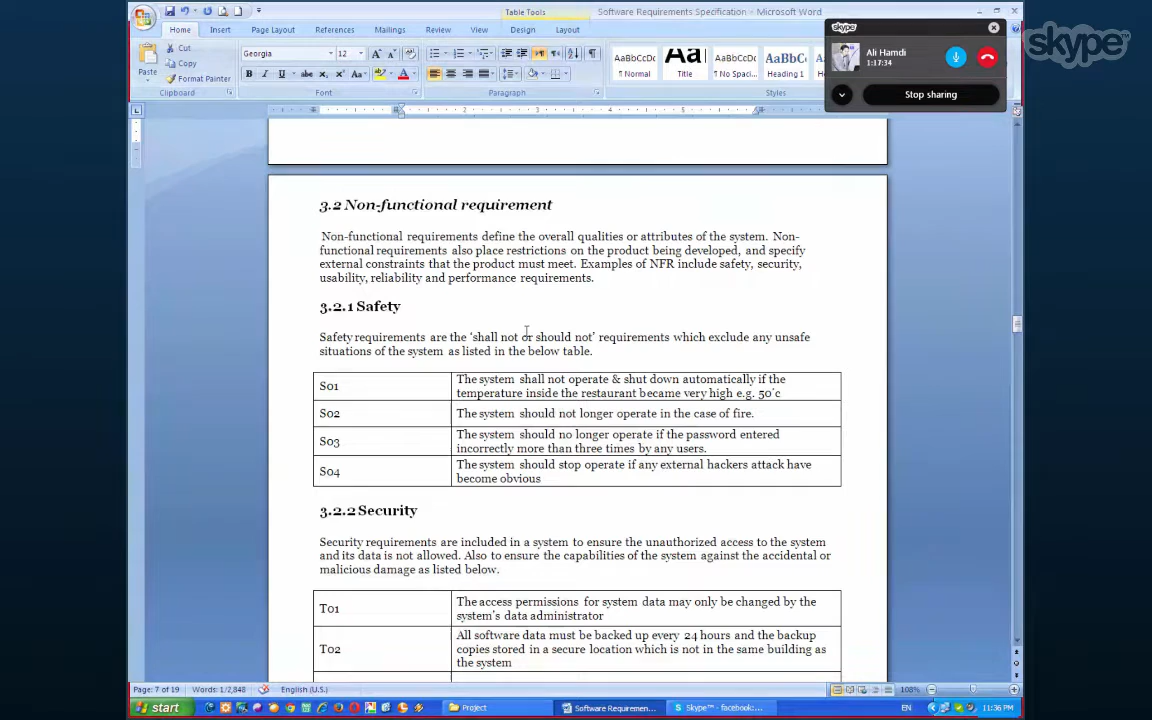 Table Tools
Software Requirements Specification - Microsoft Word
Home
Insert
Page Layout
References
Mailings
Review
View
Design
Layout
skype
Ali Hamdi
1:17:34
Stop sharing
skype
Paste
Cut
Copy
Format Painter
Clipboard
Georgia
12
Font
Paragraph
AaBbCcDc
¶ Normal
Title
AaBbCcDc
¶ No Spaci...
AaBbC
Heading 1
Styles
3.2 Non-functional requirement
Non-functional requirements define the overall qualities or attributes of the system. Non-
functional requirements also place restrictions on the product being developed, and specify
external constraints that the product must meet. Examples of NFR include safety, security,
usability, reliability and performance requirements.
3.2.1 Safety
Safety requirements are the 'shall not or should not' requirements which exclude any unsafe
situations of the system as listed in the below table.
S01
The system shall not operate & shut down automatically if the
temperature inside the restaurant became very high e.g. 50˚c
S02
The system should not longer operate in the case of fire.
S03
The system should no longer operate if the password entered
incorrectly more than three times by any users.
S04
The system should stop operate if any external hackers attack have
become obvious
3.2.2 Security
Security requirements are included in a system to ensure the unauthorized access to the system
and its data is not allowed. Also to ensure the capabilities of the system against the accidental or
malicious damage as listed below.
T01
The access permissions for system data may only be changed by the
system's data administrator
T02
All software data must be backed up every 24 hours and the backup
copies stored in a secure location which is not in the same building as
the system
Page: 7 of 19
Words: 1/2,848
English (U.S.)
108%
start
Project
Software Requiremen...
Skype™ - facebook:...
EN
11:36 PM